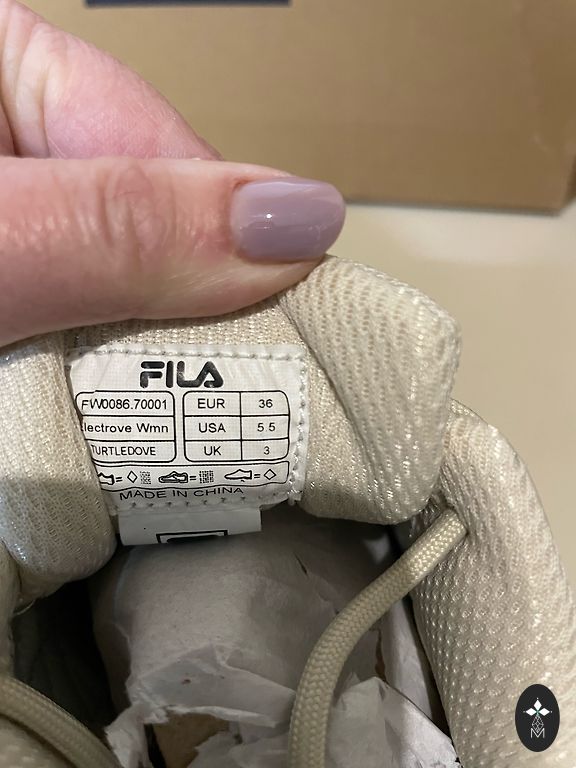 FILA
FW0086.70001 EUR 36
lectrove Wmn USA 5.5
TURTLEDOVE UK 3
MADE IN CHINA
M